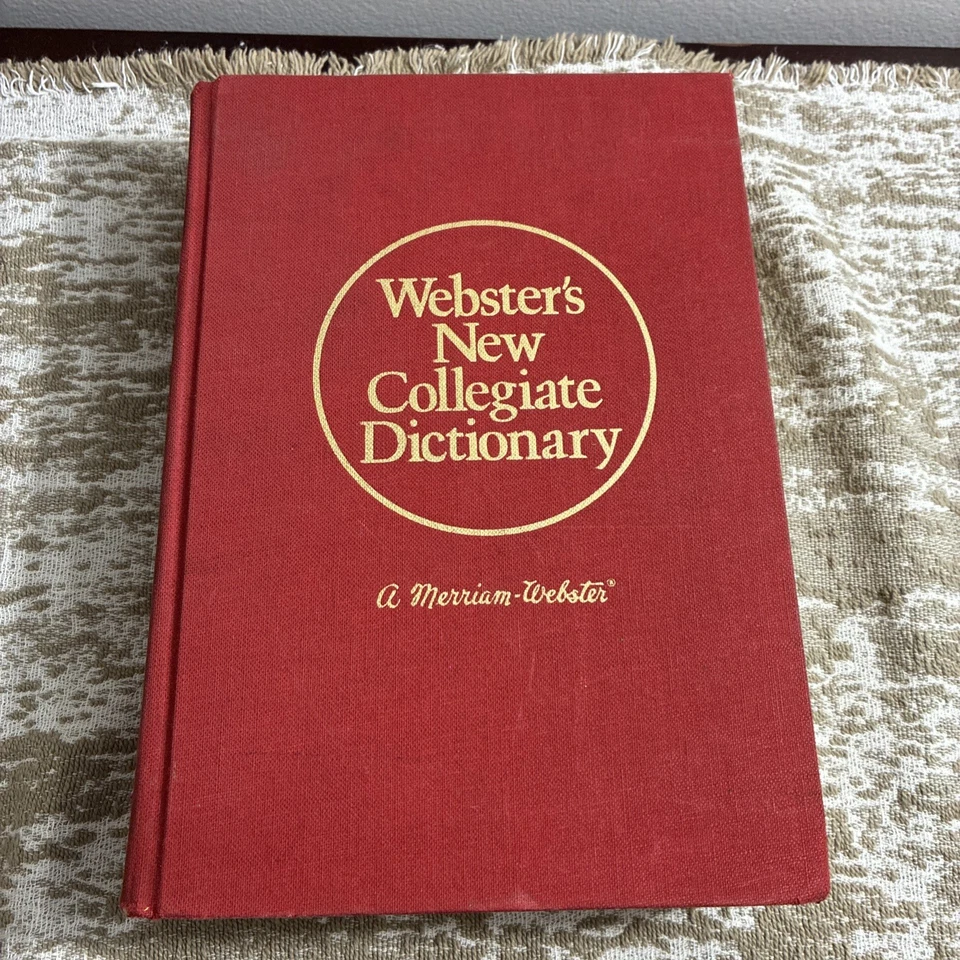 Webster's
New
Collegiate
Dictionary
A Merriam-Webster®